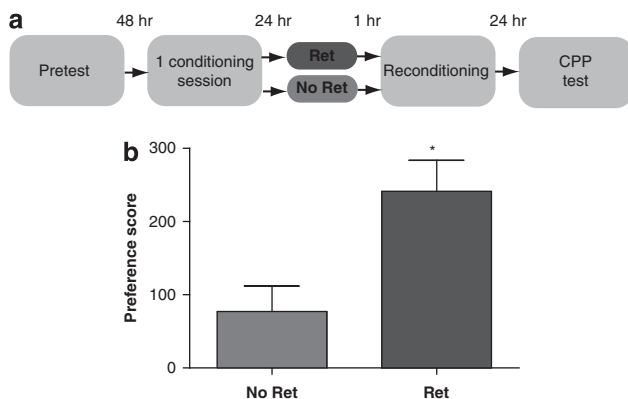 a
48 hr 24 hr 1 hr 24 hr
Pretest
1 conditioning
session
Ret
No Ret
Reconditioning
CPP
test
b
Preference score
300
200
100
0
*
No Ret
Ret